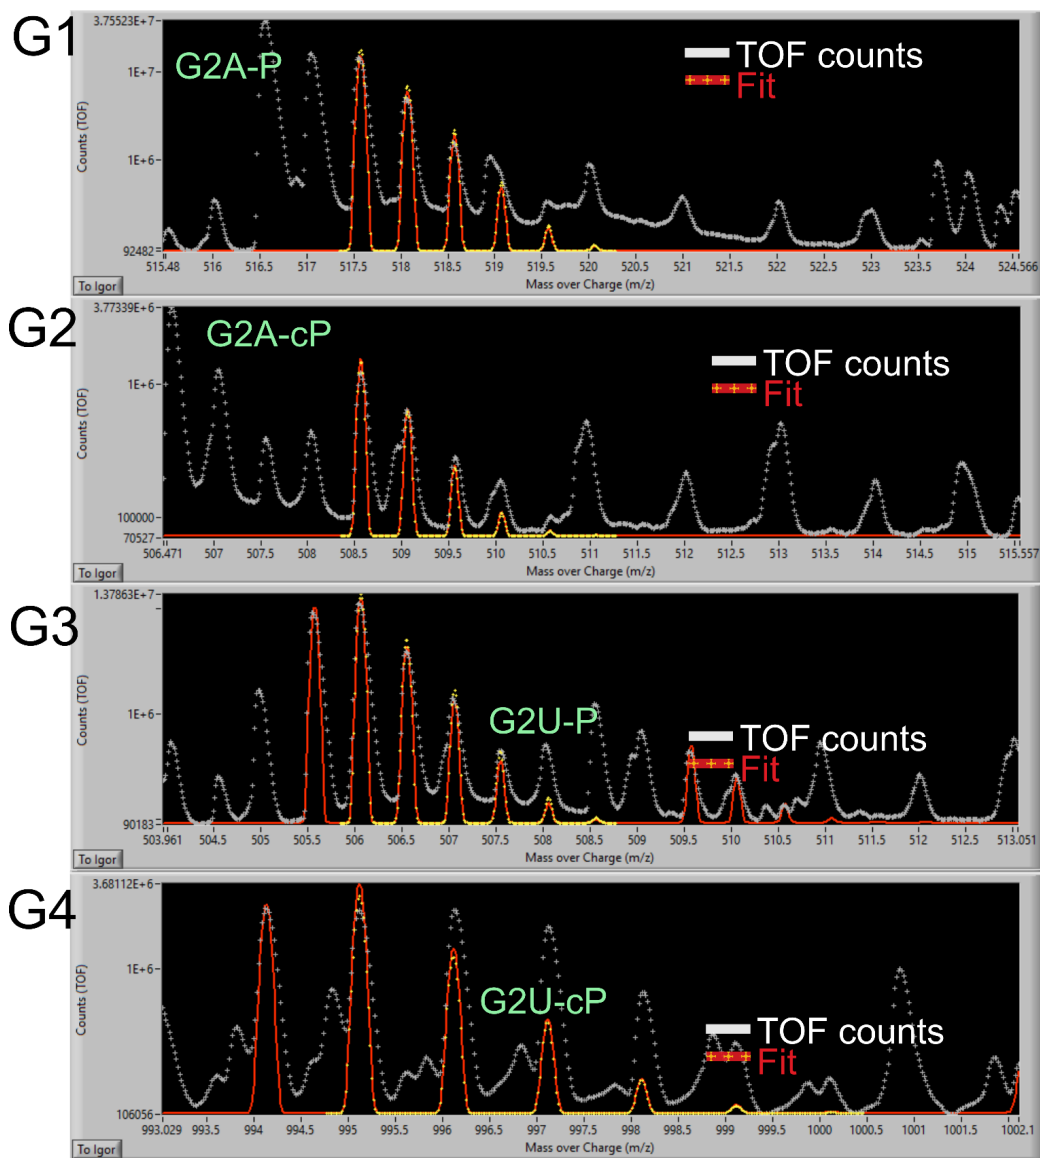 G1
3.75523E+7
1E+7
1E+6
92482
Counts (TOF)
G2A-P
TOF counts
Fit
515.48 516 516.5 517 517.5 518 518.5 519 519.5 520 520.5 521 521.5 522 522.5 523 523.5 524 524.566
To Igor
Mass over Charge (m/z)
G2
3.77339E+6
1E+6
100000
70527
Counts (TOF)
G2A-cP
TOF counts
Fit
506.471 507 507.5 508 508.5 509 509.5 510 510.5 511 511.5 512 512.5 513 513.5 514 514.5 515 515.557
To Igor
Mass over Charge (m/z)
G3
1.37863E+7
1E+6
90183
Counts (TOF)
G2U-P
TOF counts
Fit
503.961 504.5 505 505.5 506 506.5 507 507.5 508 508.5 509 509.5 510 510.5 511 511.5 512 512.5 513.051
To Igor
Mass over Charge (m/z)
G4
3.68112E+6
1E+6
106056
Counts (TOF)
G2U-cP
TOF counts
Fit
993.029 993.5 994 994.5 995 995.5 996 996.5 997 997.5 998 998.5 999 999.5 1000 1000.5 1001 1001.5 1002.1
To Igor
Mass over Charge (m/z)